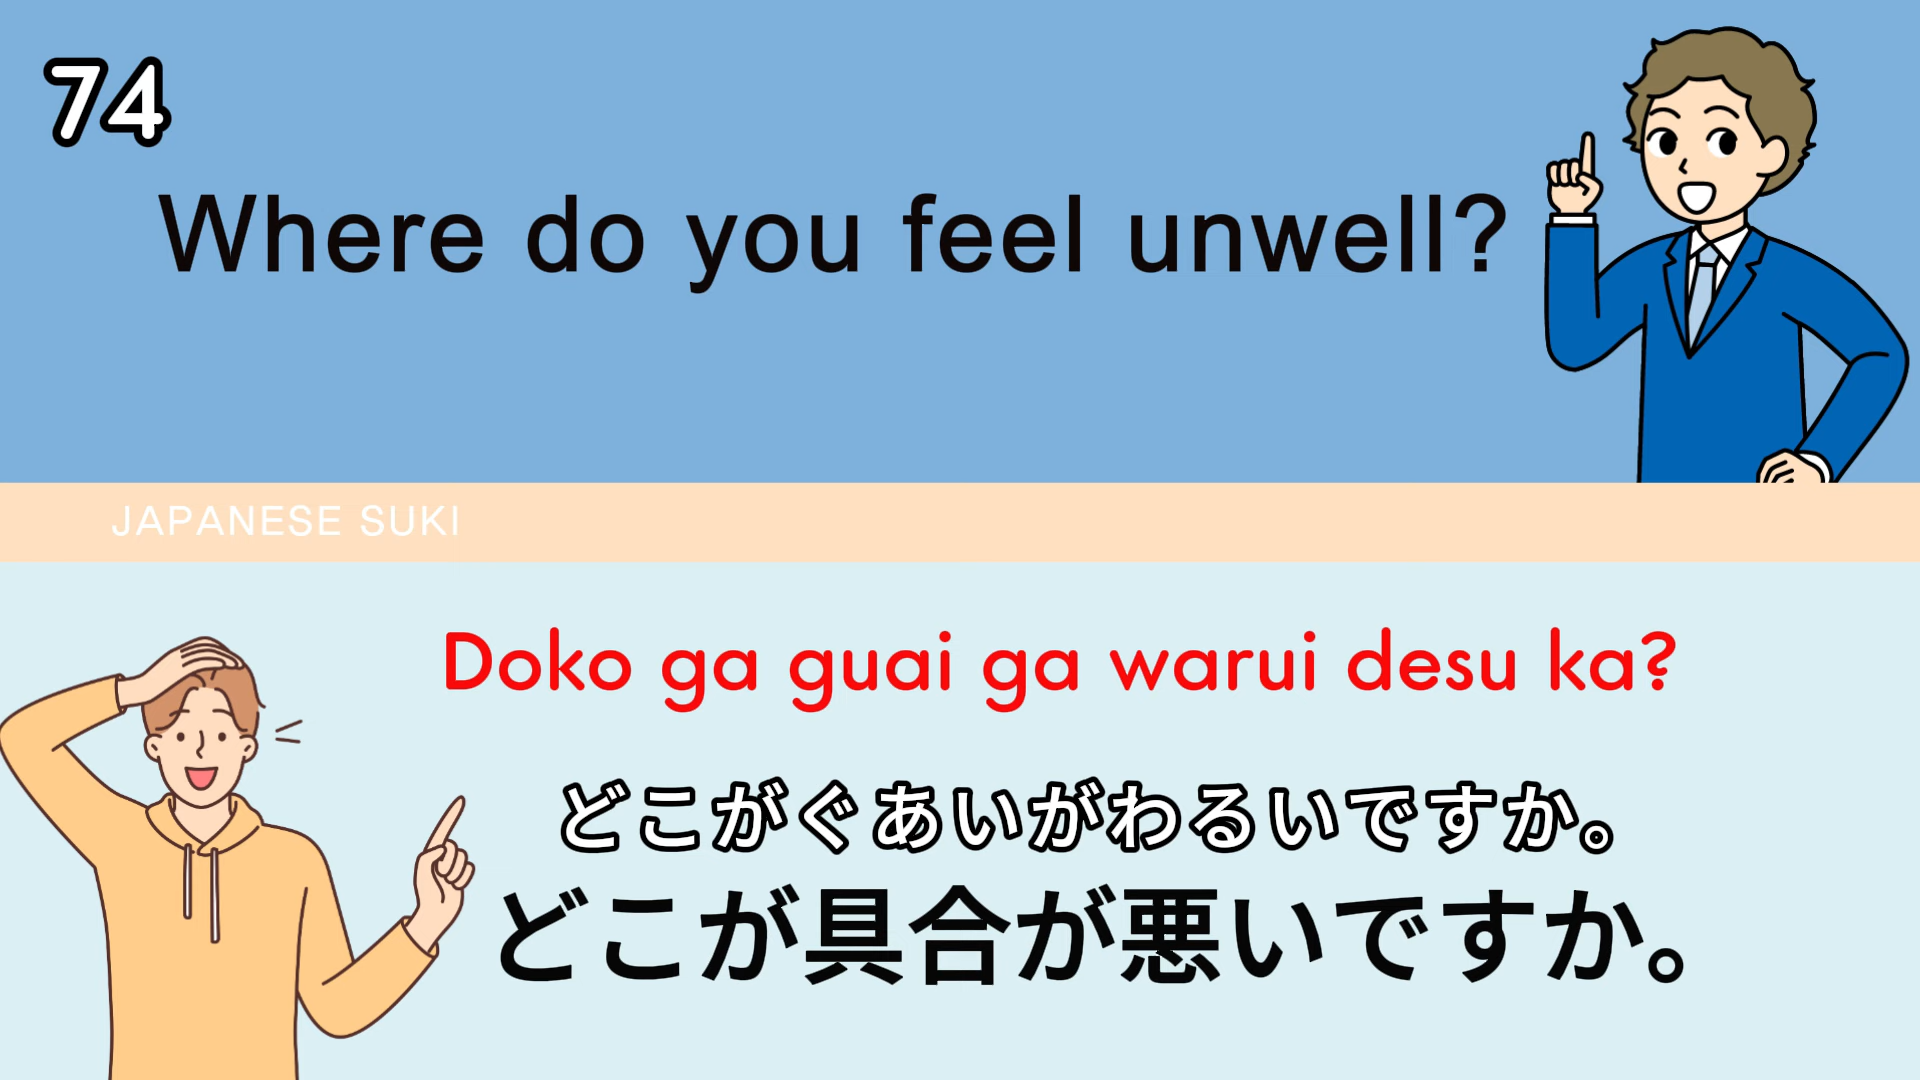 74
Where do you feel unwell?
JAPANESE SUKI
Doko ga guai ga warui desu ka?
どこがぐあいがわるいですか。
どこが具合が悪いですか。